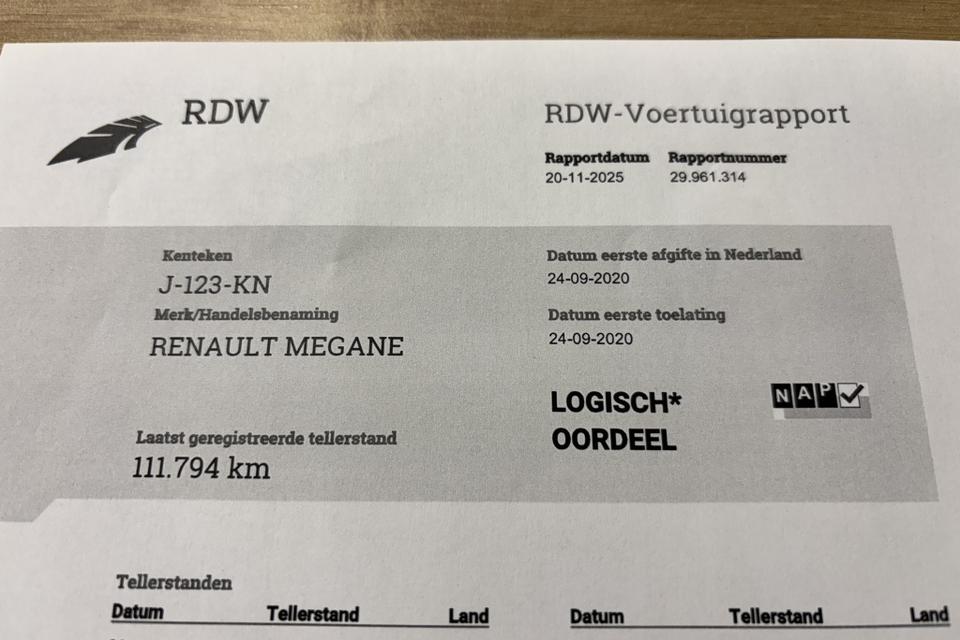 RDW
RDW-Voertuigrapport
Rapportdatum Rapportnummer
20-11-2025 29.961.314
Kenteken
J-123-KN
Merk/Handelsbenaming
RENAULT MEGANE
Laatst geregistreerde tellerstand
111.794 km
Datum eerste afgifte in Nederland
24-09-2020
Datum eerste toelating
24-09-2020
LOGISCH*
OORDEEL
NAP
Tellerstanden
Datum Tellerstand Land Datum Tellerstand Land